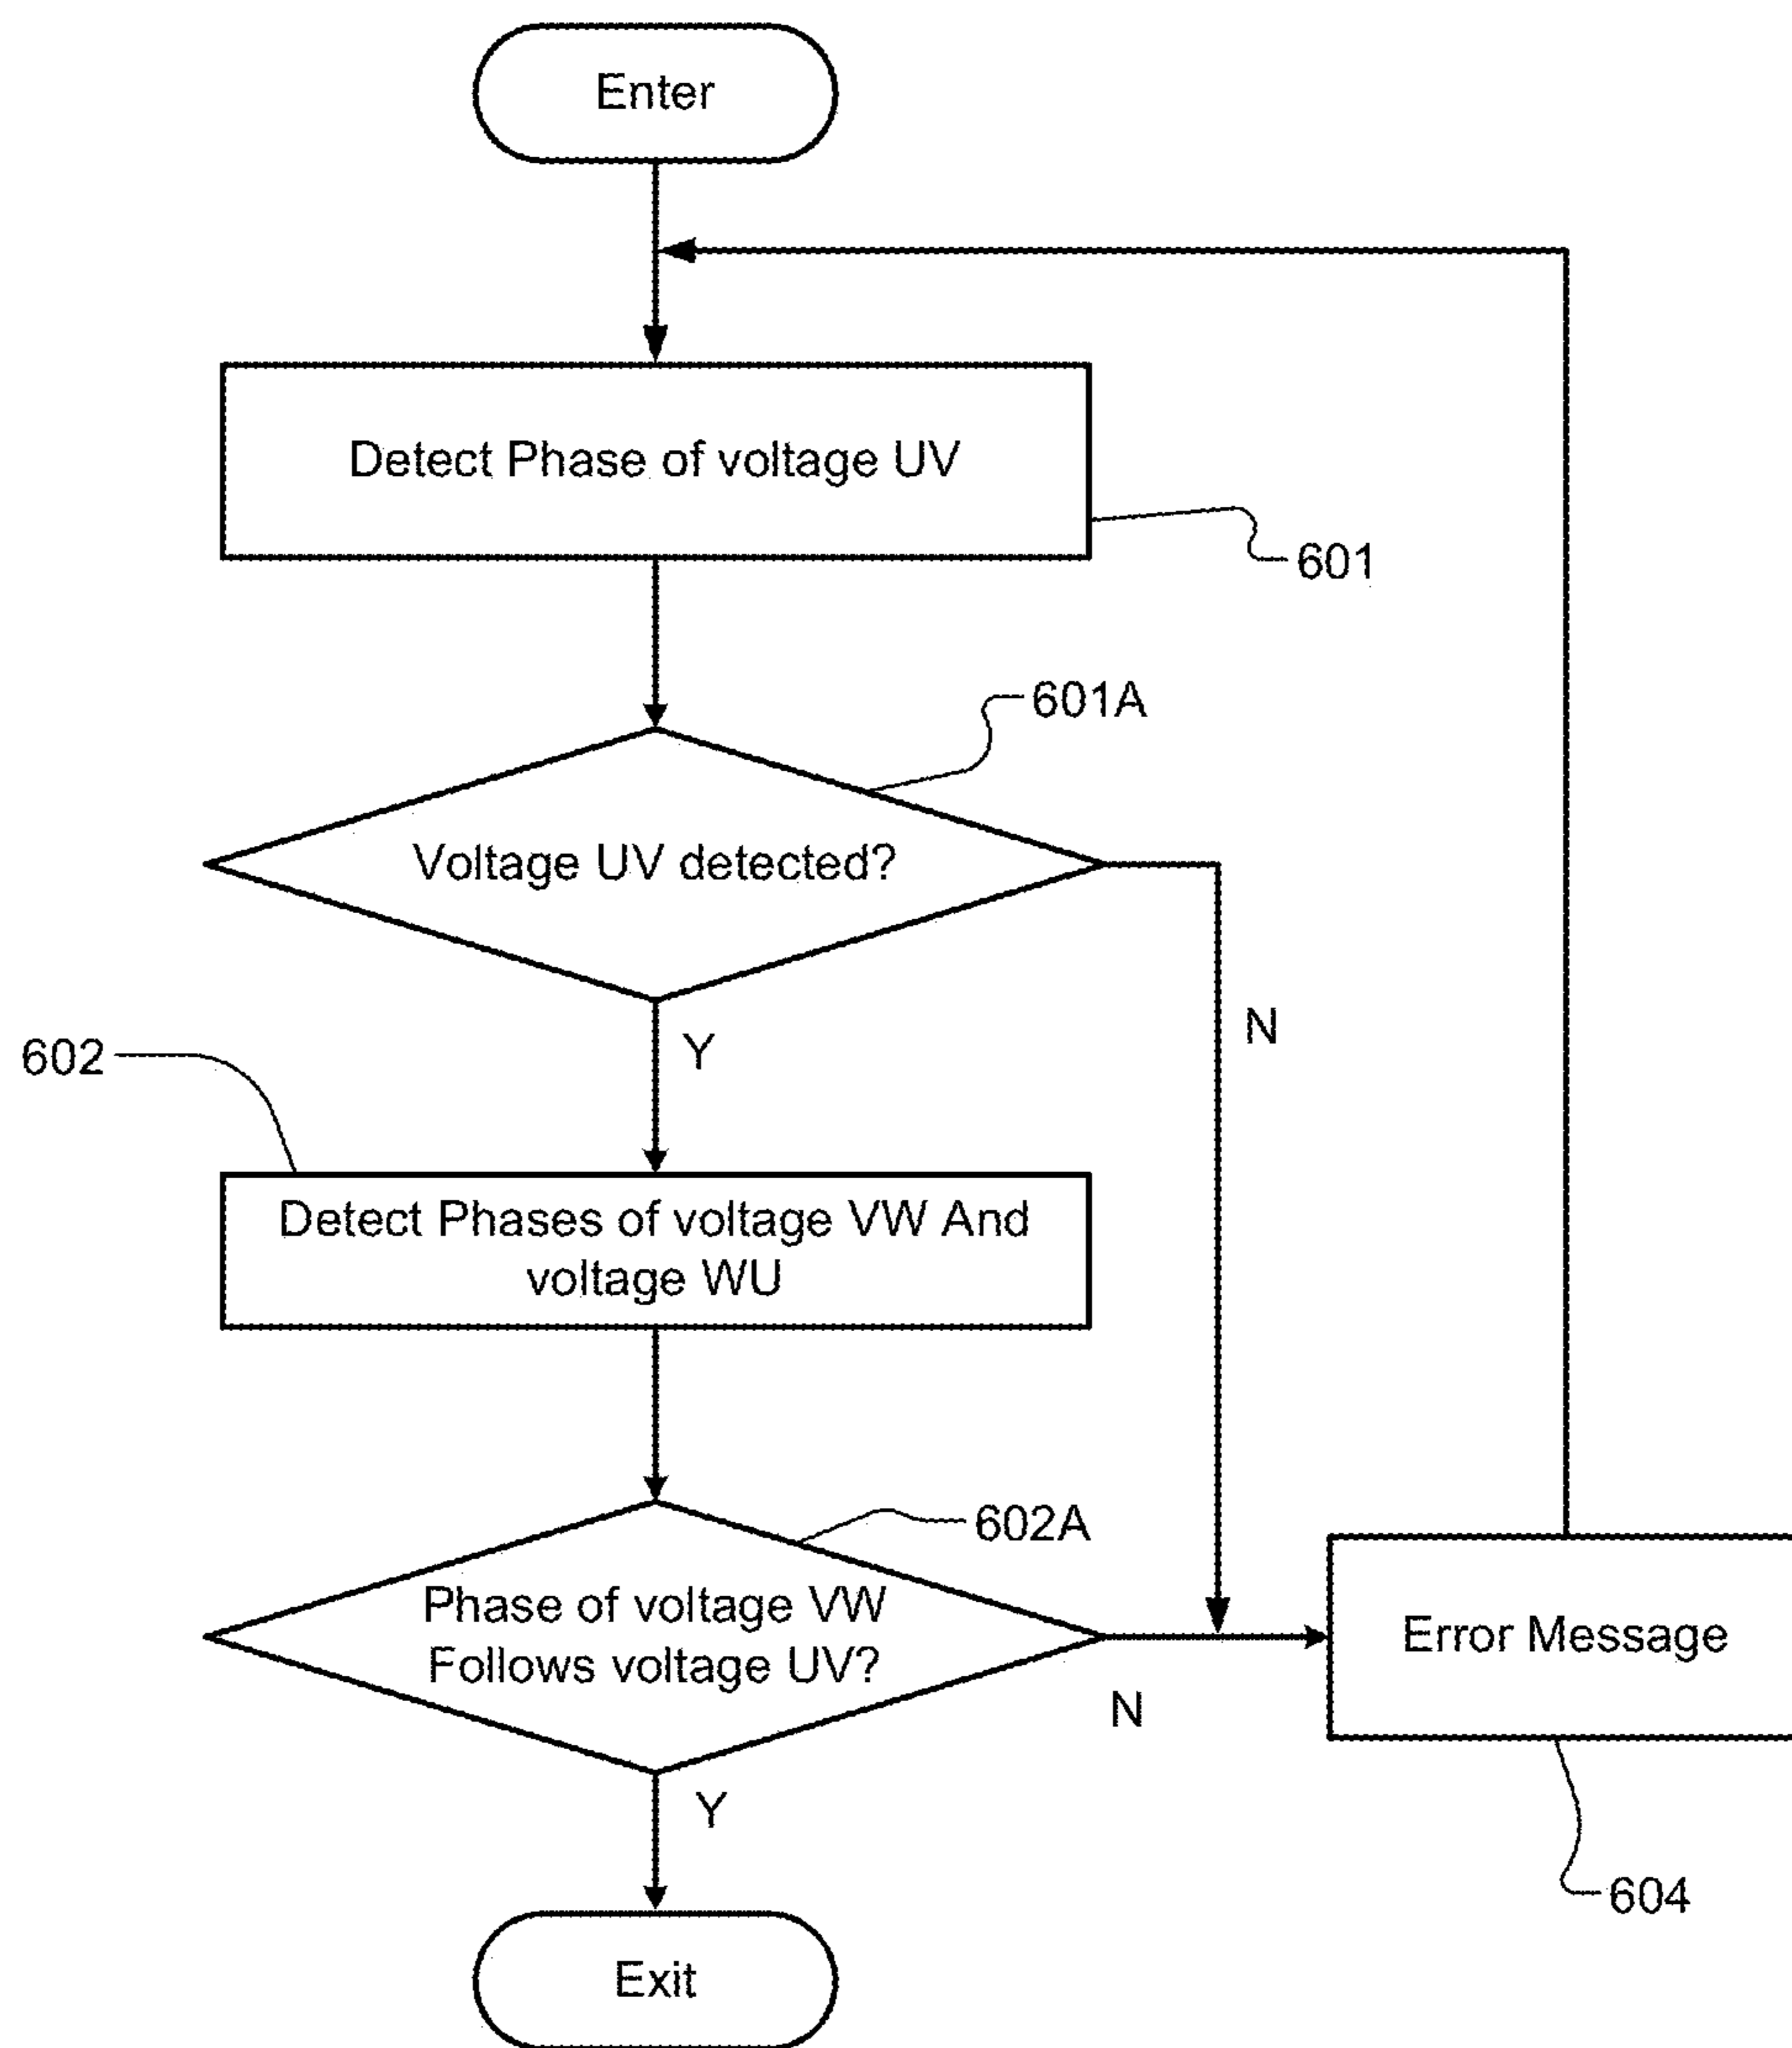 Enter
Detect Phase of voltage UV
601
601A
Voltage UV detected?
N
Y
602
Detect Phases of voltage VW And
voltage WU
602A
Phase of voltage VW
Follows voltage UV?
Error Message
N
Y
604
Exit